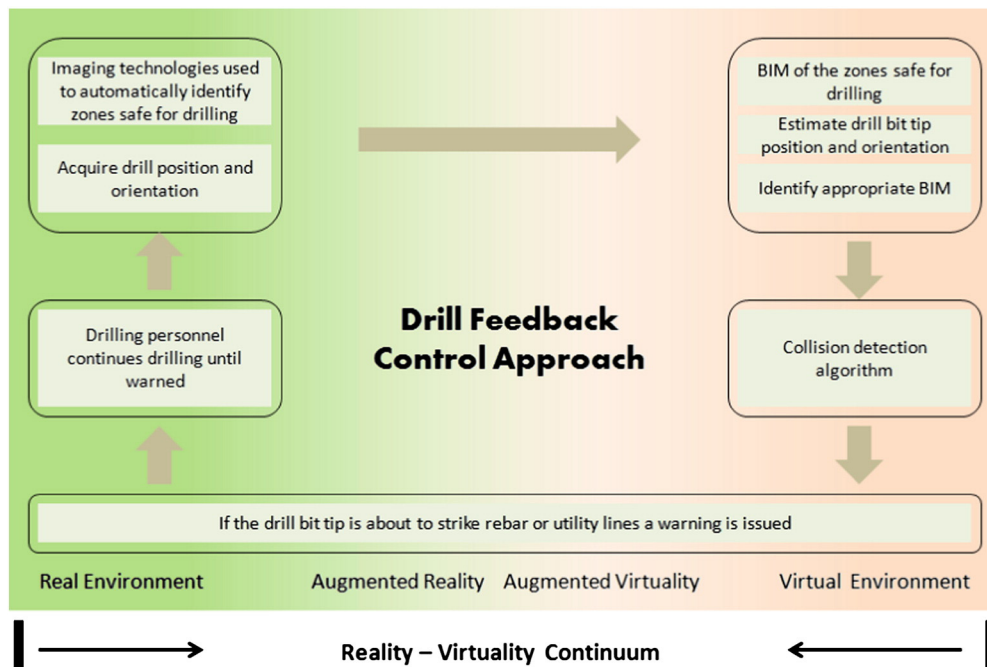 Imaging technologies used
to automatically identify
zones safe for drilling
Acquire drill position and
orientation
BIM of the zones safe for
drilling
Estimate drill bit tip
position and orientation
Identify appropriate BIM
Drilling personnel
continues drilling until
warned
Drill Feedback
Control Approach
Collision detection
algorithm
If the drill bit tip is about to strike rebar or utility lines a warning is issued
Real Environment
Augmented Reality
Augmented Virtuality
Virtual Environment
Reality – Virtuality Continuum